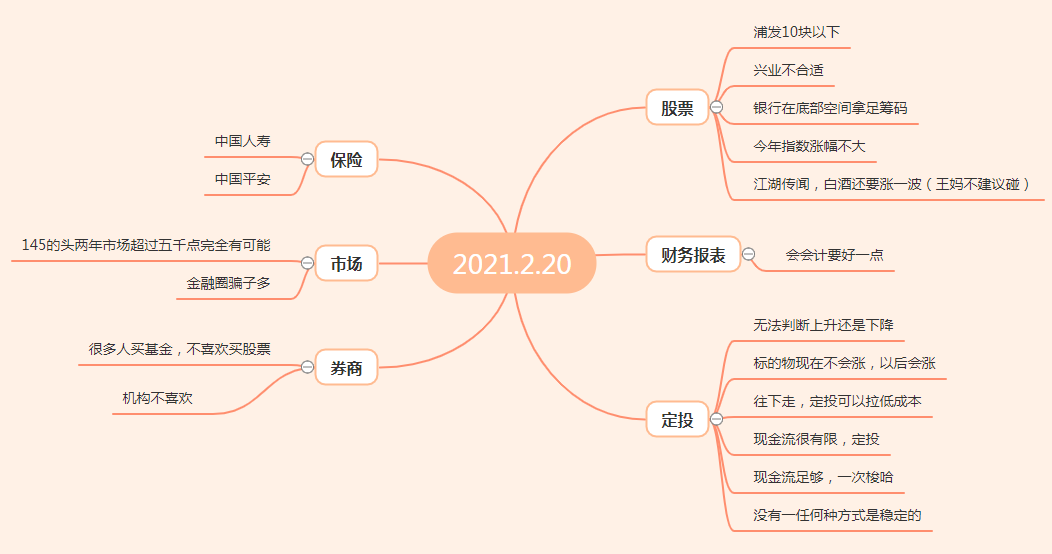 2021.2.20
股票
浦发10块以下
兴业不合适
银行在底部空间拿足筹码
今年指数涨幅不大
江湖传闻，白酒还要涨一波（王妈不建议碰）
财务报表
会会计要好一点
定投
无法判断上升还是下降
标的物现在不会涨，以后会涨
往下走，定投可以拉低成本
现金流很有限，定投
现金流足够，一次梭哈
没有一任何种方式是稳定的
保险
中国人寿
中国平安
市场
145的头两年市场超过五千点完全有可能
金融圈骗子多
券商
很多人买基金，不喜欢买股票
机构不喜欢